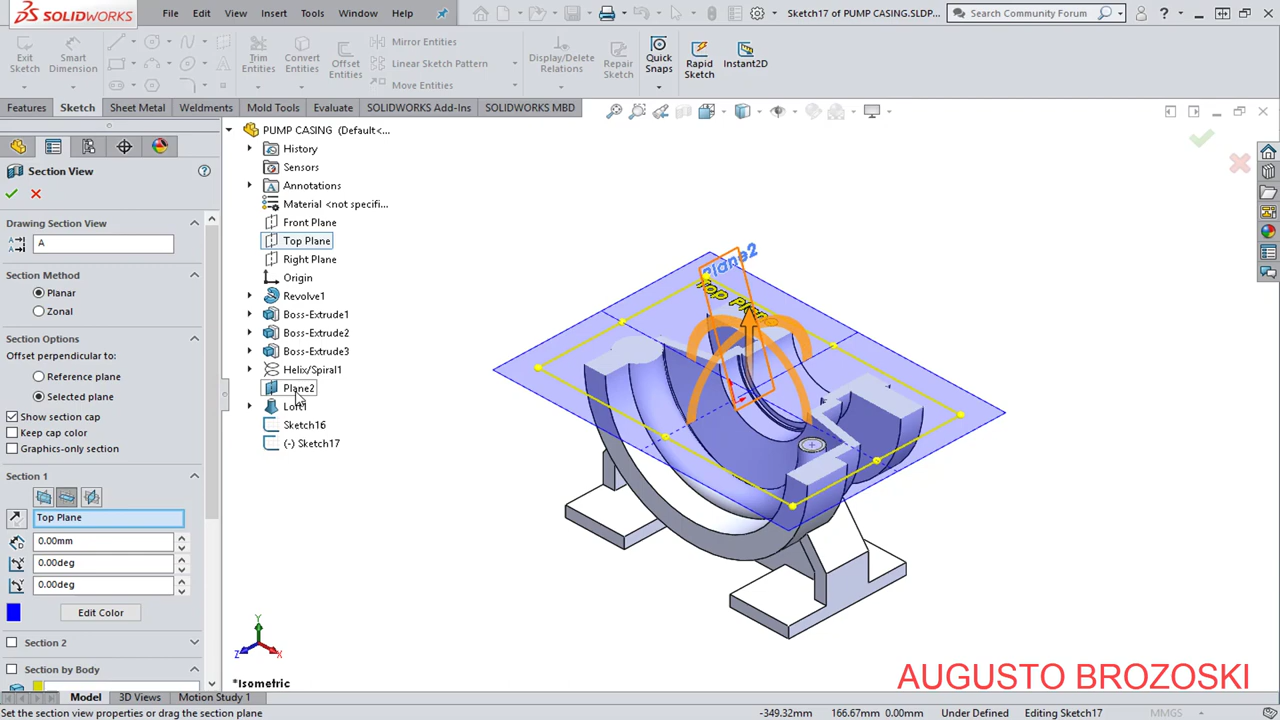 SOLIDWORKS File Edit View Insert Tools Window Help Sketch17 of PUMP CASING.SLDP... Search Community Forum
Exit Sketch Smart Dimension Trim Entities Convert Entities Offset Entities Mirror Entities Linear Sketch Pattern Move Entities Display/Delete Relations Repair Sketch Quick Snaps Rapid Sketch Instant2D
Features Sketch Sheet Metal Weldments Mold Tools Evaluate SOLIDWORKS Add-Ins SOLIDWORKS MBD
Section View
Drawing Section View
A
Section Method
Planar
Zonal
Section Options
Offset perpendicular to:
Reference plane
Selected plane
Show section cap
Keep cap color
Graphics-only section
Section 1
Top Plane
0.00mm
0.00deg
0.00deg
Edit Color
Section 2
Section by Body
PUMP CASING (Default<...
History
Sensors
Annotations
Material <not specifi...
Front Plane
Top Plane
Right Plane
Origin
Revolve1
Boss-Extrude1
Boss-Extrude2
Boss-Extrude3
Helix/Spiral1
Plane2
Loft1
Sketch16
(-) Sketch17
Plane2
Top Plane
Y
Z
X
*Isometric
AUGUSTO BROZOSKI
Model 3D Views Motion Study 1
Set the section view properties or drag the section plane -349.32mm 166.67mm 0.00mm Under Defined Editing Sketch17 MMGS